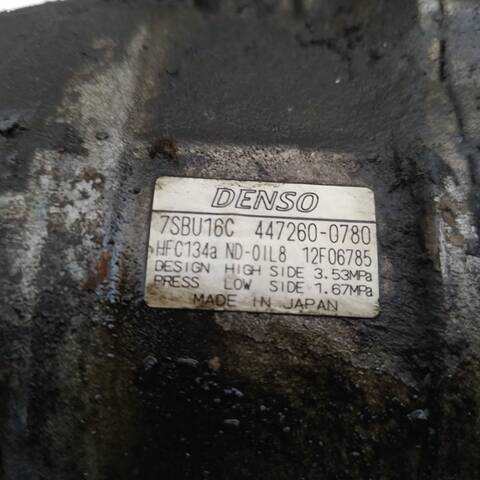 DENSO
7SBU16C 447260-0780
HFC134a ND-OIL8 12F06785
DESIGN HIGH SIDE 3.53MPa
PRESS LOW SIDE 1.67MPa
MADE IN JAPAN